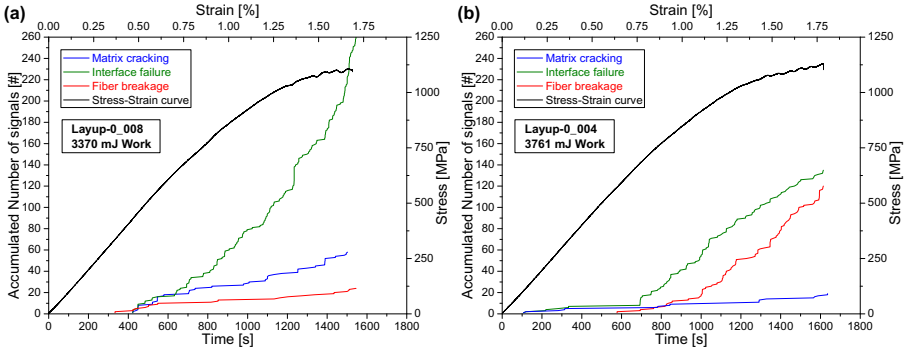 (a)
Strain [%]
0.00 0.25 0.50 0.75 1.00 1.25 1.50 1.75
Accumulated Number of signals [#]
260
240
220
200
180
160
140
120
100
80
60
40
20
0
Matrix cracking
Interface failure
Fiber breakage
Stress-Strain curve
Layup-0_008
3370 mJ Work
1250
1000
750
500
250
0
Stress [MPa]
0 200 400 600 800 1000 1200 1400 1600 1800
Time [s]
(b)
Strain [%]
0.00 0.25 0.50 0.75 1.00 1.25 1.50 1.75
Accumulated Number of signals [#]
260
240
220
200
180
160
140
120
100
80
60
40
20
0
Matrix cracking
Interface failure
Fiber breakage
Stress-Strain curve
Layup-0_004
3761 mJ Work
1250
1000
750
500
250
0
Stress [MPa]
0 200 400 600 800 1000 1200 1400 1600 1800
Time [s]